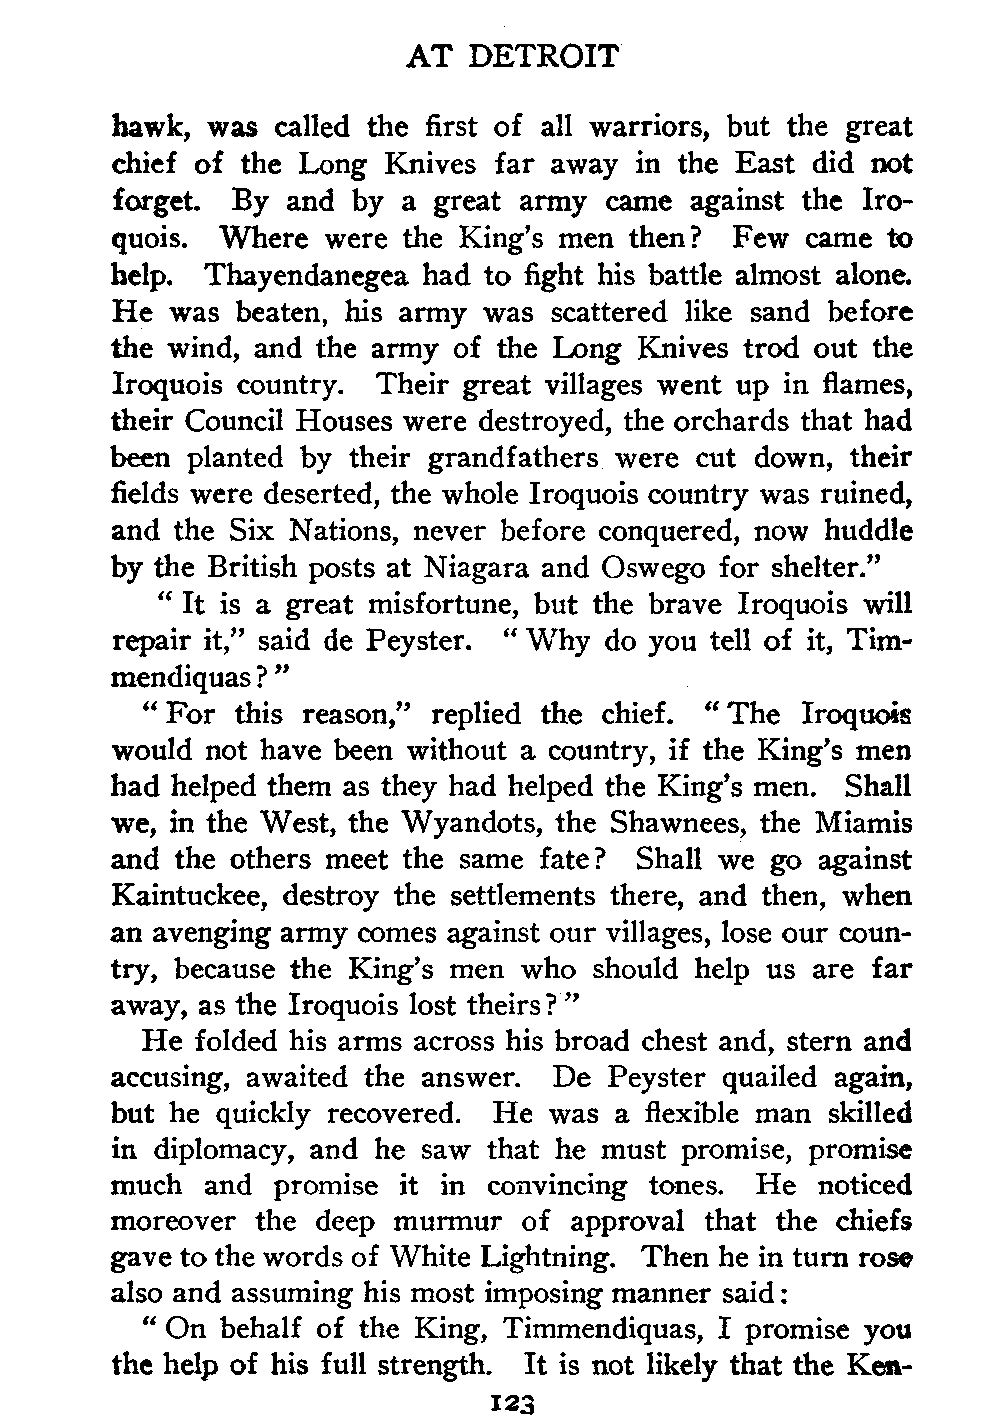 AT DETROIT
hawk, was called the first of all warriors, but the great
chief of the Long Knives far away in the East did not
forget. By and by a great army came against the Iro-
quois. Where were the King's men then? Few came to
help. Thayendanegea had to fight his battle almost alone.
He was beaten, his army was scattered like sand before
the wind, and the army of the Long Knives trod out the
Iroquois country. Their great villages went up in flames,
their Council Houses were destroyed, the orchards that had
been planted by their grandfathers were cut down, their
fields were deserted, the whole Iroquois country was ruined,
and the Six Nations, never before conquered, now huddle
by the British posts at Niagara and Oswego for shelter."
"It is a great misfortune, but the brave Iroquois will
repair it," said de Peyster. "Why do you tell of it, Tim-
mendiquas?"
"For this reason," replied the chief. "The Iroquois
would not have been without a country, if the King's men
had helped them as they had helped the King's men. Shall
we, in the West, the Wyandots, the Shawnees, the Miamis
and the others meet the same fate? Shall we go against
Kaintuckee, destroy the settlements there, and then, when
an avenging army comes against our villages, lose our coun-
try, because the King's men who should help us are far
away, as the Iroquois lost theirs?"
He folded his arms across his broad chest and, stern and
accusing, awaited the answer. De Peyster quailed again,
but he quickly recovered. He was a flexible man skilled
in diplomacy, and he saw that he must promise, promise
much and promise it in convincing tones. He noticed
moreover the deep murmur of approval that the chiefs
gave to the words of White Lightning. Then he in turn rose
also and assuming his most imposing manner said:
"On behalf of the King, Timmendiquas, I promise you
the help of his full strength. It is not likely that the Ken-
123